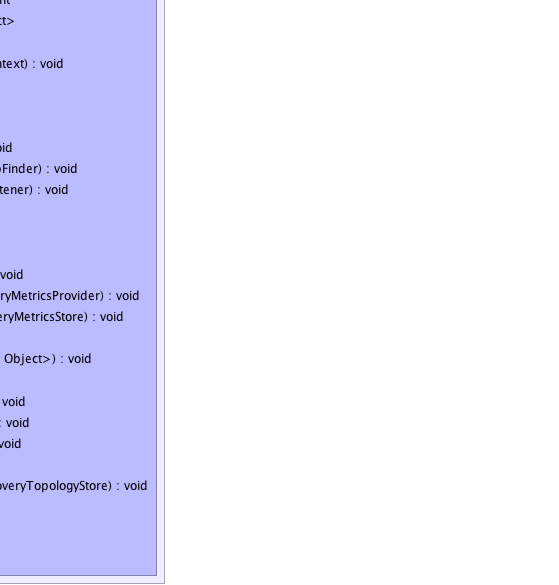 ct>
ntext) : void
oid
Finder) : void
tener) : void
void
ryMetricsProvider) : void
eryMetricsStore) : void
Object>) : void
void
: void
void
overyTopologyStore) : void